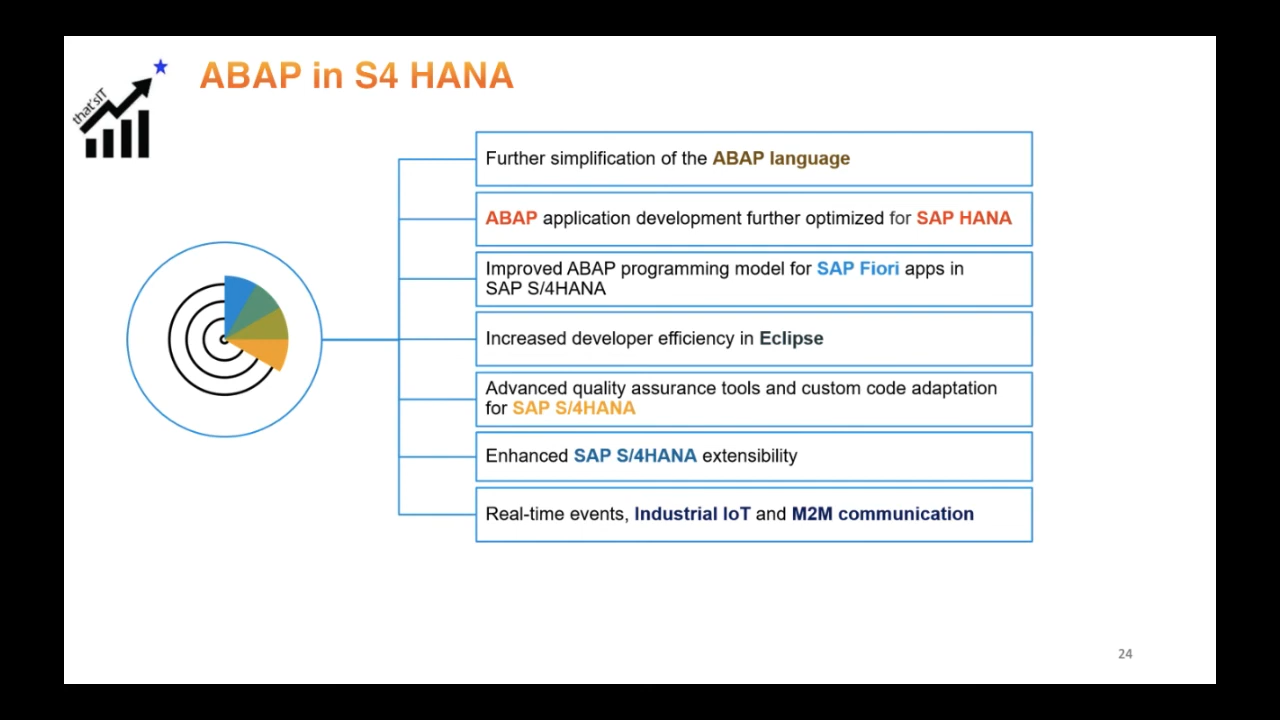 that'sIT
ABAP in S4 HANA
Further simplification of the ABAP language
ABAP application development further optimized for SAP HANA
Improved ABAP programming model for SAP Fiori apps in
SAP S/4HANA
Increased developer efficiency in Eclipse
Advanced quality assurance tools and custom code adaptation
for SAP S/4HANA
Enhanced SAP S/4HANA extensibility
Real-time events, Industrial IoT and M2M communication
24